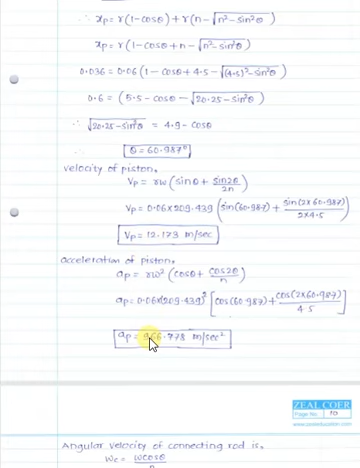 ∴ xp = r(1-cosθ) + r(n - √n²-sin²θ)
xp = r(1-cosθ + n - √n²-sin²θ)
0.036 = 0.06(1-cosθ + 4.5 - √(4.5)²-sin²θ)
0.6 = (5.5-cosθ - √20.25-sin²θ)
∴ √20.25-sin²θ = 4.9 - cosθ
θ = 60.987°
velocity of piston,
Vp = rω(sinθ + sin2θ/2n)
Vp = 0.06×209.439(sin(60.987) + sin(2×60.987)/2×4.5)
Vp = 12.173 m/sec
acceleration of piston,
ap = rω²(cosθ + cos2θ/n)
ap = 0.06×(209.439)²[cos(60.987) + cos(2×60.987)/4.5]
ap = 966.778 m/sec²
ZEAL COER
Page No. 10
Angular velocity of connecting rod is,
ωc = ωcosθ/n